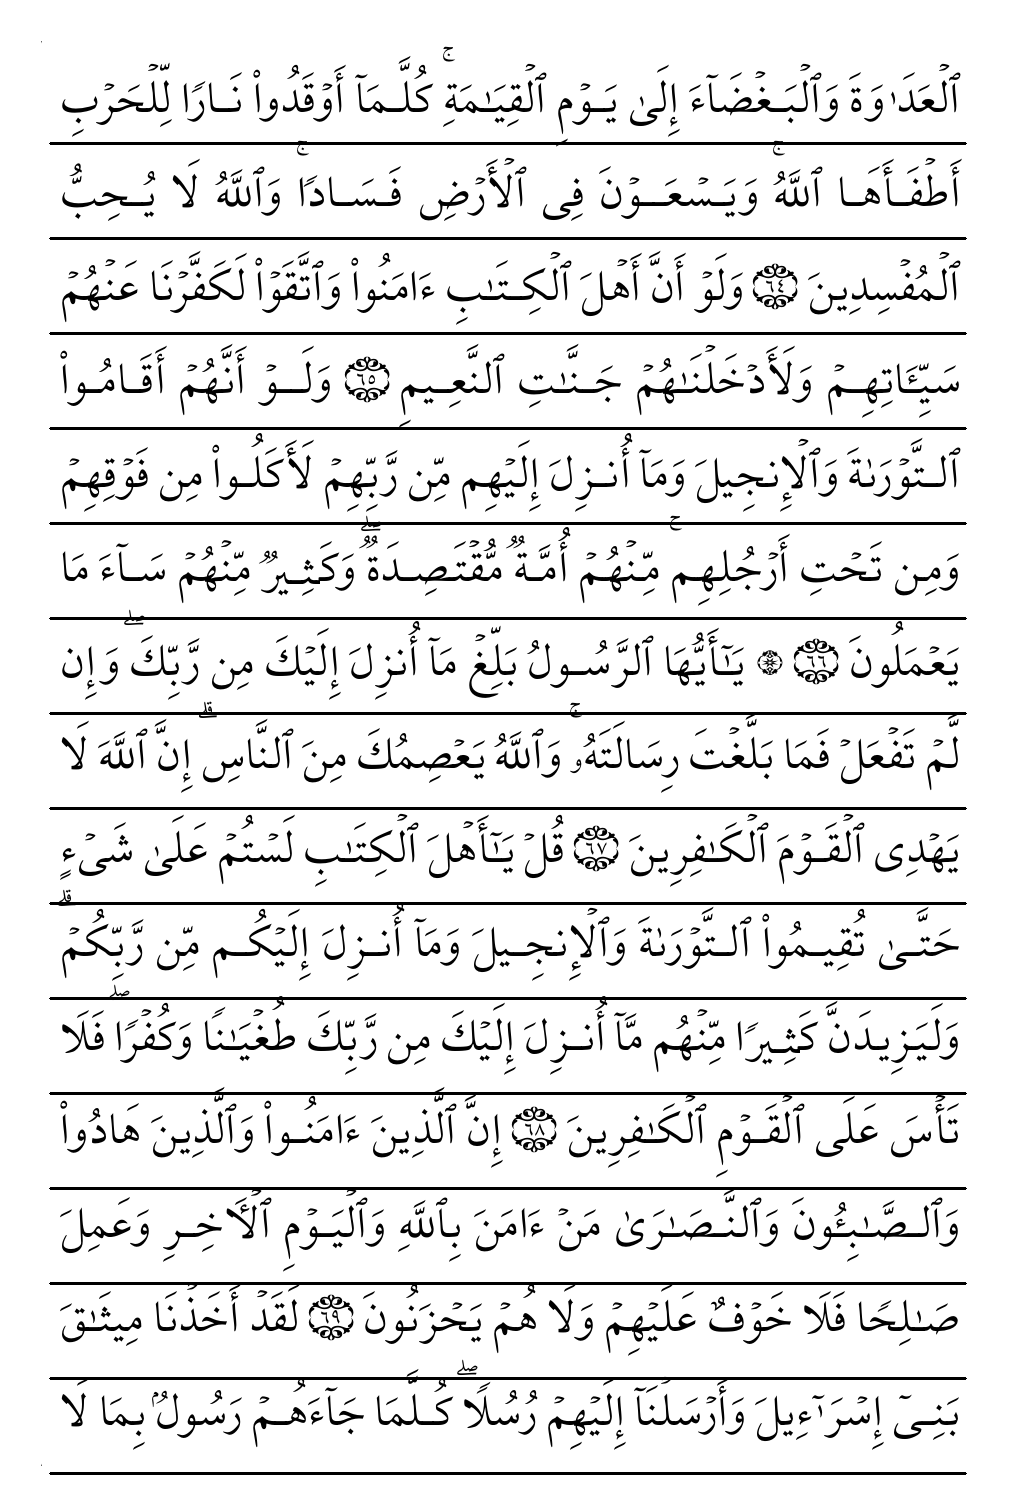 ٱلۡعَدَٰوَةَ وَٱلۡبَغۡضَآءَ إِلَىٰ يَوۡمِ ٱلۡقِيَٰمَةِۚ كُلَّمَآ أَوۡقَدُواْ نَارٗا لِّلۡحَرۡبِ
أَطۡفَأَهَا ٱللَّهُۚ وَيَسۡعَوۡنَ فِي ٱلۡأَرۡضِ فَسَادٗاۚ وَٱللَّهُ لَا يُحِبُّ
ٱلۡمُفۡسِدِينَ ٦٤ وَلَوۡ أَنَّ أَهۡلَ ٱلۡكِتَٰبِ ءَامَنُواْ وَٱتَّقَوۡاْ لَكَفَّرۡنَا عَنۡهُمۡ
سَيِّـَٔاتِهِمۡ وَلَأَدۡخَلۡنَٰهُمۡ جَنَّٰتِ ٱلنَّعِيمِ ٦٥ وَلَوۡ أَنَّهُمۡ أَقَامُواْ
ٱلتَّوۡرَىٰةَ وَٱلۡإِنجِيلَ وَمَآ أُنزِلَ إِلَيۡهِم مِّن رَّبِّهِمۡ لَأَكَلُواْ مِن فَوۡقِهِمۡ
وَمِن تَحۡتِ أَرۡجُلِهِمۚ مِّنۡهُمۡ أُمَّةٞ مُّقۡتَصِدَةٞۖ وَكَثِيرٞ مِّنۡهُمۡ سَآءَ مَا
يَعۡمَلُونَ ٦٦ ۞ يَٰٓأَيُّهَا ٱلرَّسُولُ بَلِّغۡ مَآ أُنزِلَ إِلَيۡكَ مِن رَّبِّكَۖ وَإِن
لَّمۡ تَفۡعَلۡ فَمَا بَلَّغۡتَ رِسَالَتَهُۥۚ وَٱللَّهُ يَعۡصِمُكَ مِنَ ٱلنَّاسِۗ إِنَّ ٱللَّهَ لَا
يَهۡدِي ٱلۡقَوۡمَ ٱلۡكَٰفِرِينَ ٦٧ قُلۡ يَٰٓأَهۡلَ ٱلۡكِتَٰبِ لَسۡتُمۡ عَلَىٰ شَيۡءٍ
حَتَّىٰ تُقِيمُواْ ٱلتَّوۡرَىٰةَ وَٱلۡإِنجِيلَ وَمَآ أُنزِلَ إِلَيۡكُم مِّن رَّبِّكُمۡۗ
وَلَيَزِيدَنَّ كَثِيرٗا مِّنۡهُم مَّآ أُنزِلَ إِلَيۡكَ مِن رَّبِّكَ طُغۡيَٰنٗا وَكُفۡرٗاۖ فَلَا
تَأۡسَ عَلَى ٱلۡقَوۡمِ ٱلۡكَٰفِرِينَ ٦٨ إِنَّ ٱلَّذِينَ ءَامَنُواْ وَٱلَّذِينَ هَادُواْ
وَٱلصَّٰبِـُٔونَ وَٱلنَّصَٰرَىٰ مَنۡ ءَامَنَ بِٱللَّهِ وَٱلۡيَوۡمِ ٱلۡأٓخِرِ وَعَمِلَ
صَٰلِحٗا فَلَا خَوۡفٌ عَلَيۡهِمۡ وَلَا هُمۡ يَحۡزَنُونَ ٦٩ لَقَدۡ أَخَذۡنَا مِيثَٰقَ
بَنِيٓ إِسۡرَٰٓءِيلَ وَأَرۡسَلۡنَآ إِلَيۡهِمۡ رُسُلٗاۖ كُلَّمَا جَآءَهُمۡ رَسُولُۢ بِمَا لَا